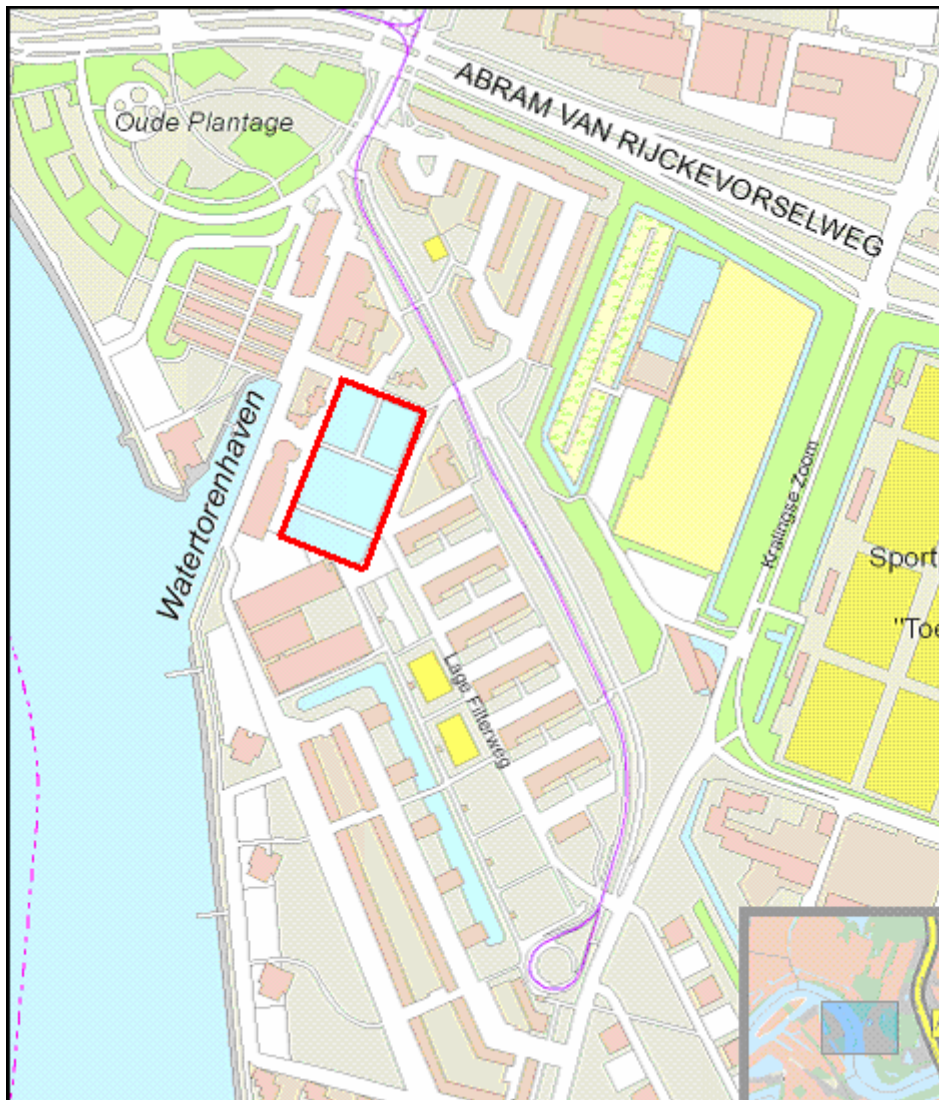 ABRAM VAN RIJCKEVORSELWEG
Oude Plantage
Watertorenhaven
Kralingse Zoom
Sport
"Toe
Lage Filterweg